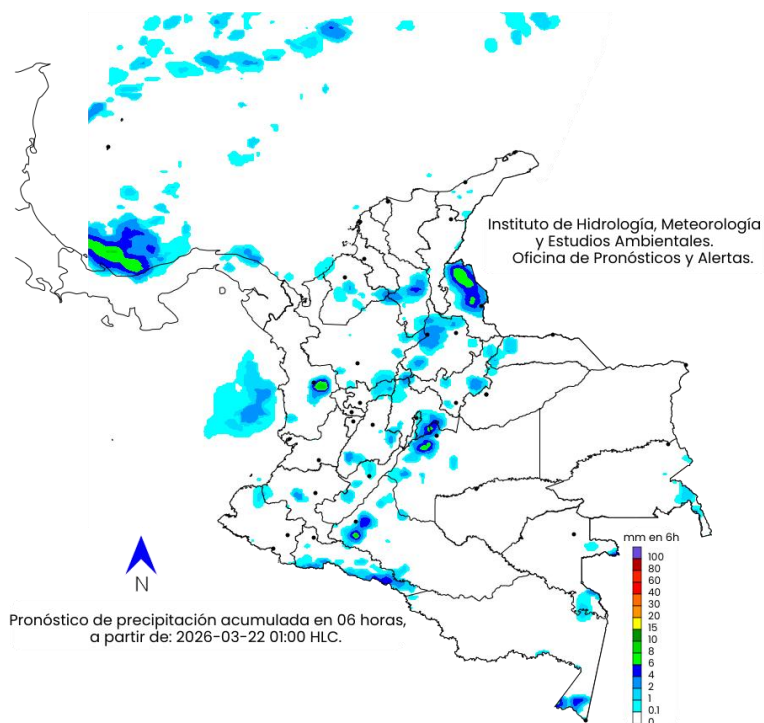 Instituto de Hidrología, Meteorología
y Estudios Ambientales.
Oficina de Pronósticos y Alertas.
mm en 6h
100
80
60
40
30
20
15
10
8
6
4
2
1
0.1
0
N
Pronóstico de precipitación acumulada en 06 horas,
a partir de: 2026-03-22 01:00 HLC.